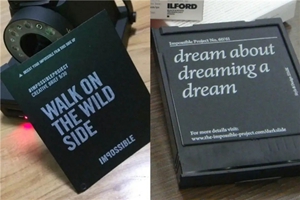 #IMPOSSIBLEPROJECT
WALK ON
THE WILD
SIDE
IMPOSSIBLE
ILFORD
Impossible Project No.
dream about
dreaming a
dream
For more details visit:
www.the-impossible-project.com/darkslide